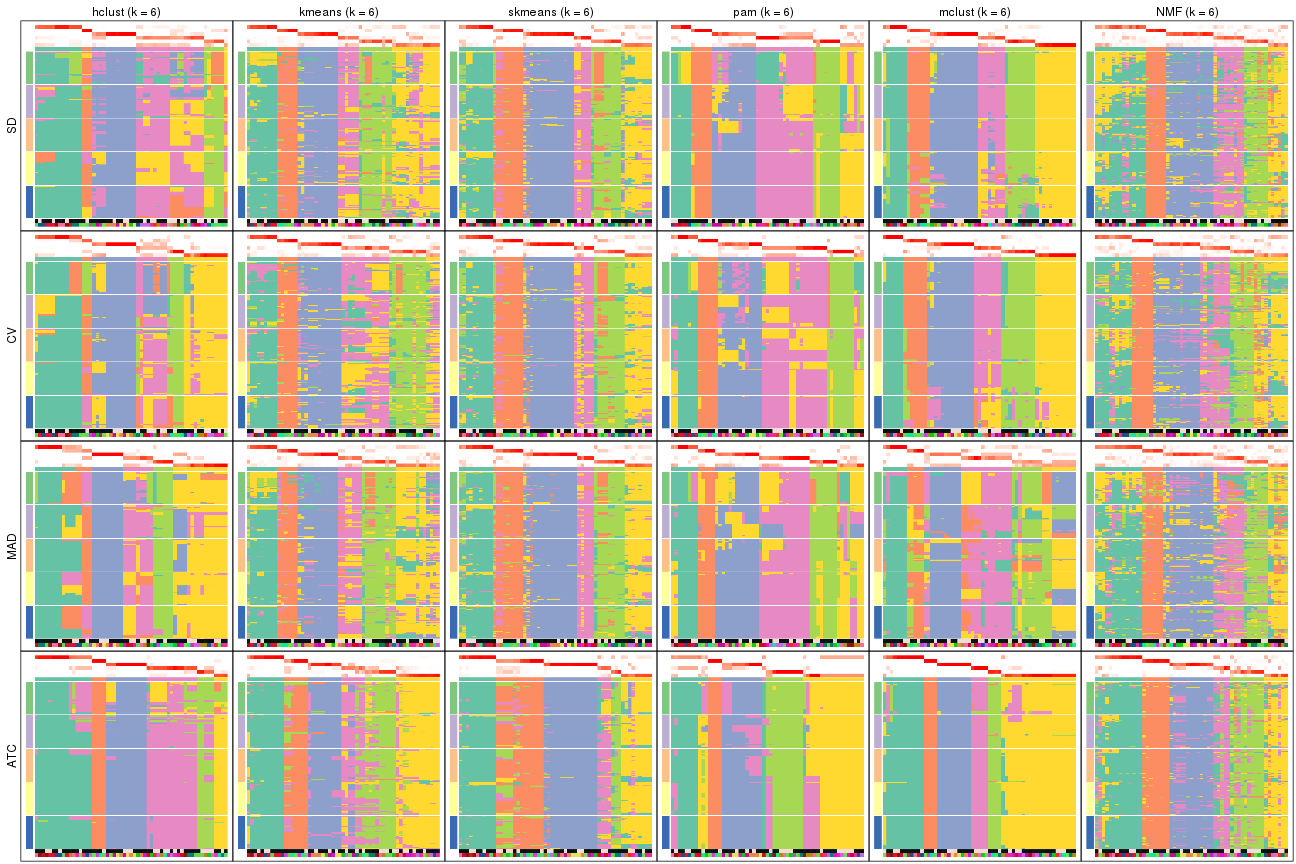 hclust (k = 6) kmeans (k = 6) skmeans (k = 6) pam (k = 6) mclust (k = 6) NMF (k = 6)
SD
CV
MAD
ATC